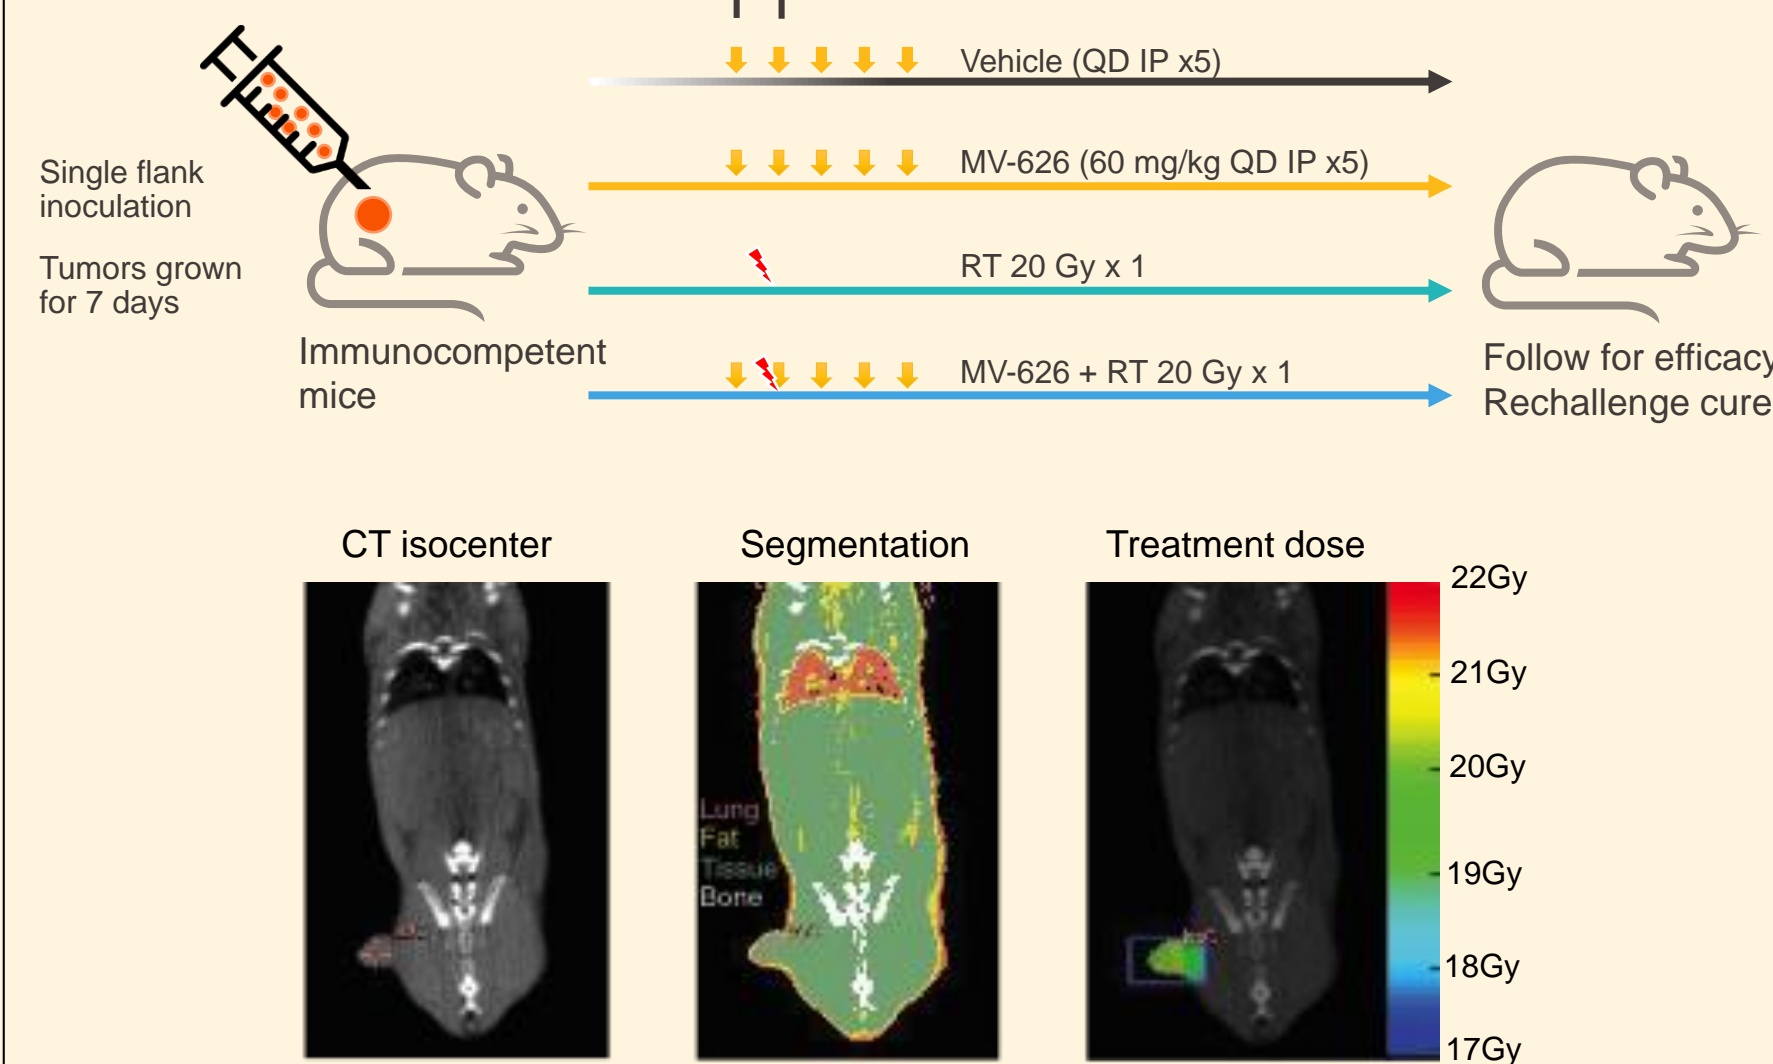 Vehicle (QD IP x5)
MV-626 (60 mg/kg QD IP x5)
RT 20 Gy x 1
MV-626 + RT 20 Gy x 1
Single flank
inoculation
Tumors grown
for 7 days
Immunocompetent
mice
Follow for efficacy
Rechallenge cure
CT isocenter
Segmentation
Treatment dose
Lung
Fat
Tissue
Bone
22Gy
21Gy
20Gy
19Gy
18Gy
17Gy